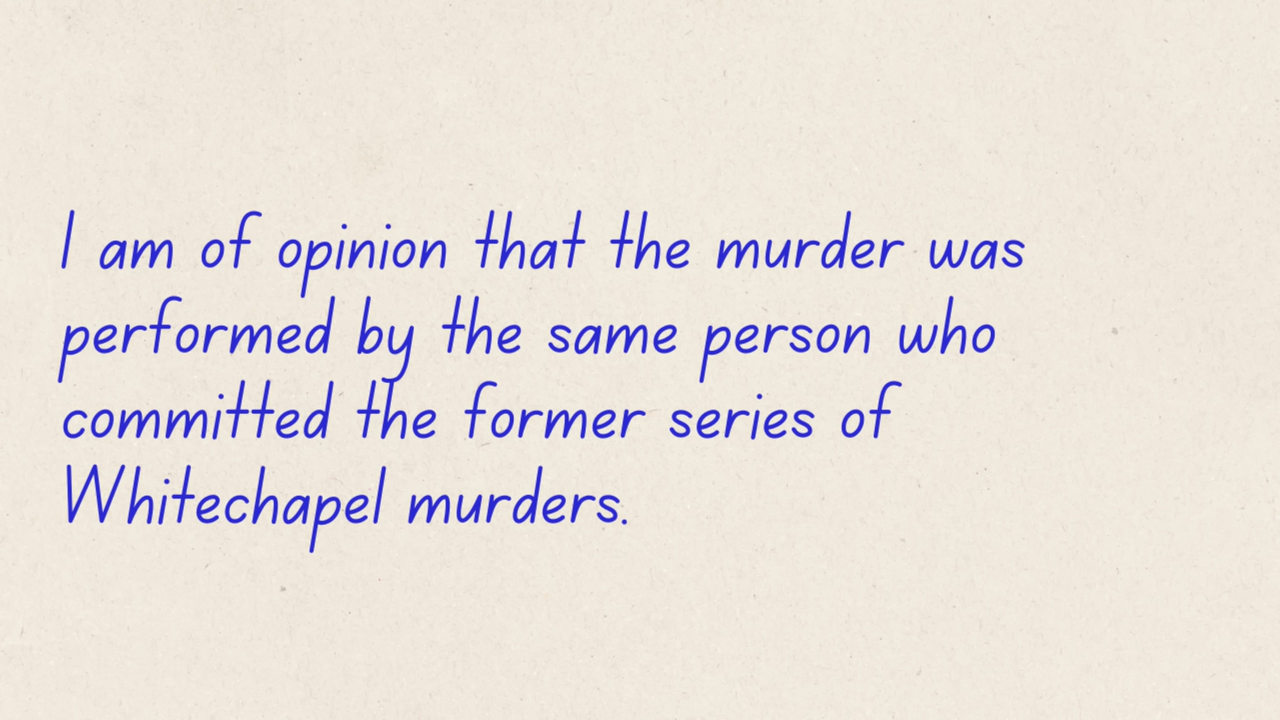 I am of opinion that the murder was
performed by the same person who
committed the former series of
Whitechapel murders.